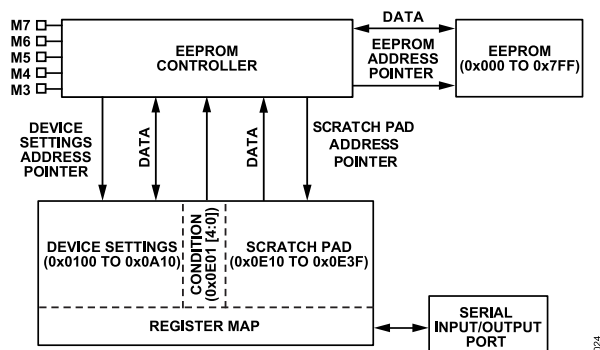 M7
M6
M5
M4
M3
EEPROM
CONTROLLER
DATA
EEPROM
ADDRESS
POINTER
EEPROM
(0x000 TO 0x7FF)
DEVICE
SETTINGS
ADDRESS
POINTER
DATA
DATA
SCRATCH PAD
ADDRESS
POINTER
DEVICE SETTINGS
(0x0100 TO 0x0A10)
CONDITION
(0x0E01 [4:0])
SCRATCH PAD
(0x0E10 TO 0x0E3F)
REGISTER MAP
SERIAL
INPUT/OUTPUT
PORT
024